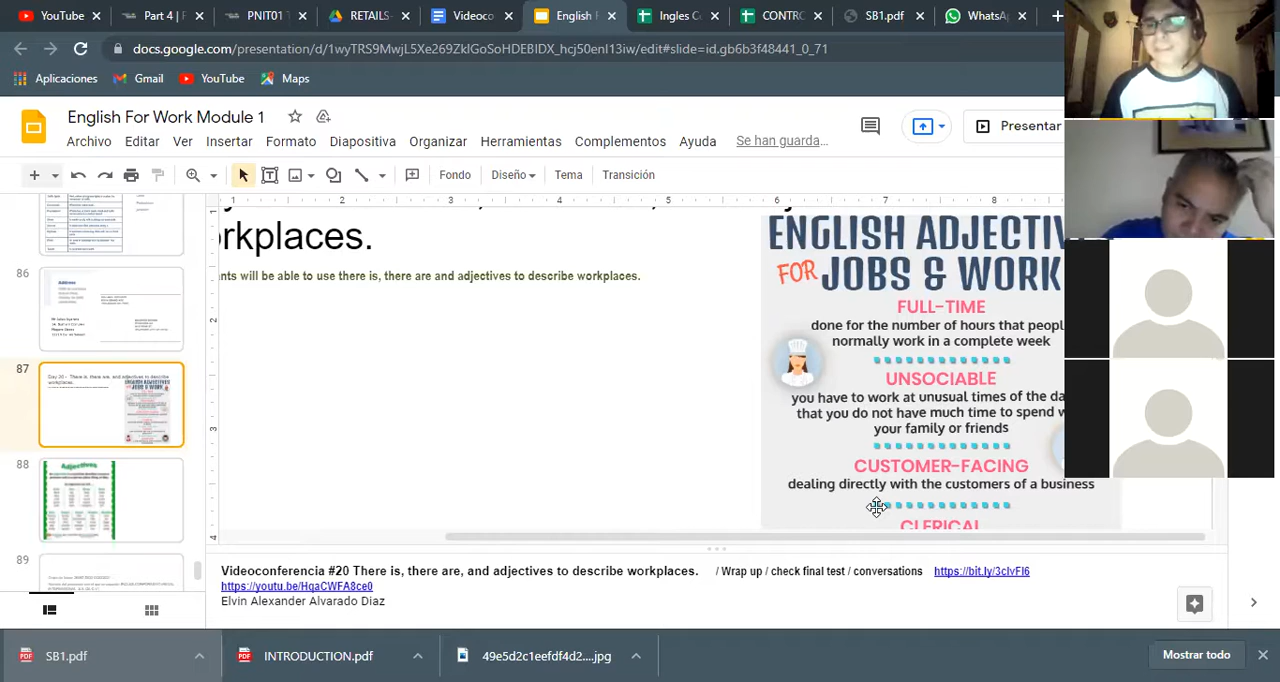 YouTube
Part 4 | F
PNIT01
RETAILS-
Videoco
English F
Ingles Co
CONTRO
SB1.pdf
WhatsA
docs.google.com/presentation/d/1wyTRS9MwjL5Xe269ZklGoSoHDEBIDX_hcj50enI13iw/edit#slide=id.gb6b3f48441_0_71
Aplicaciones
Gmail
YouTube
Maps
English For Work Module 1
Archivo
Editar
Ver
Insertar
Formato
Diapositiva
Organizar
Herramientas
Complementos
Ayuda
Se han guarda...
Presentar
Fondo
Diseño
Tema
Transición
86
87
88
89
Adjectives
rkplaces.
nts will be able to use there is, there are and adjectives to describe workplaces.
ENGLISH ADJECTIV
FOR JOBS & WORK
FULL-TIME
done for the number of hours that peopl
normally work in a complete week
UNSOCIABLE
you have to work at unusual times of the da
that you do not have much time to spend w
your family or friends
CUSTOMER-FACING
dealing directly with the customers of a business
CLERICAL
Videoconferencia #20 There is, there are, and adjectives to describe workplaces. / Wrap up / check final test / conversations https://bit.ly/3cIvFI6
https://youtu.be/HqaCWFA8ce0
Elvin Alexander Alvarado Diaz
SB1.pdf
INTRODUCTION.pdf
49e5d2c1eefdf4d2....jpg
Mostrar todo